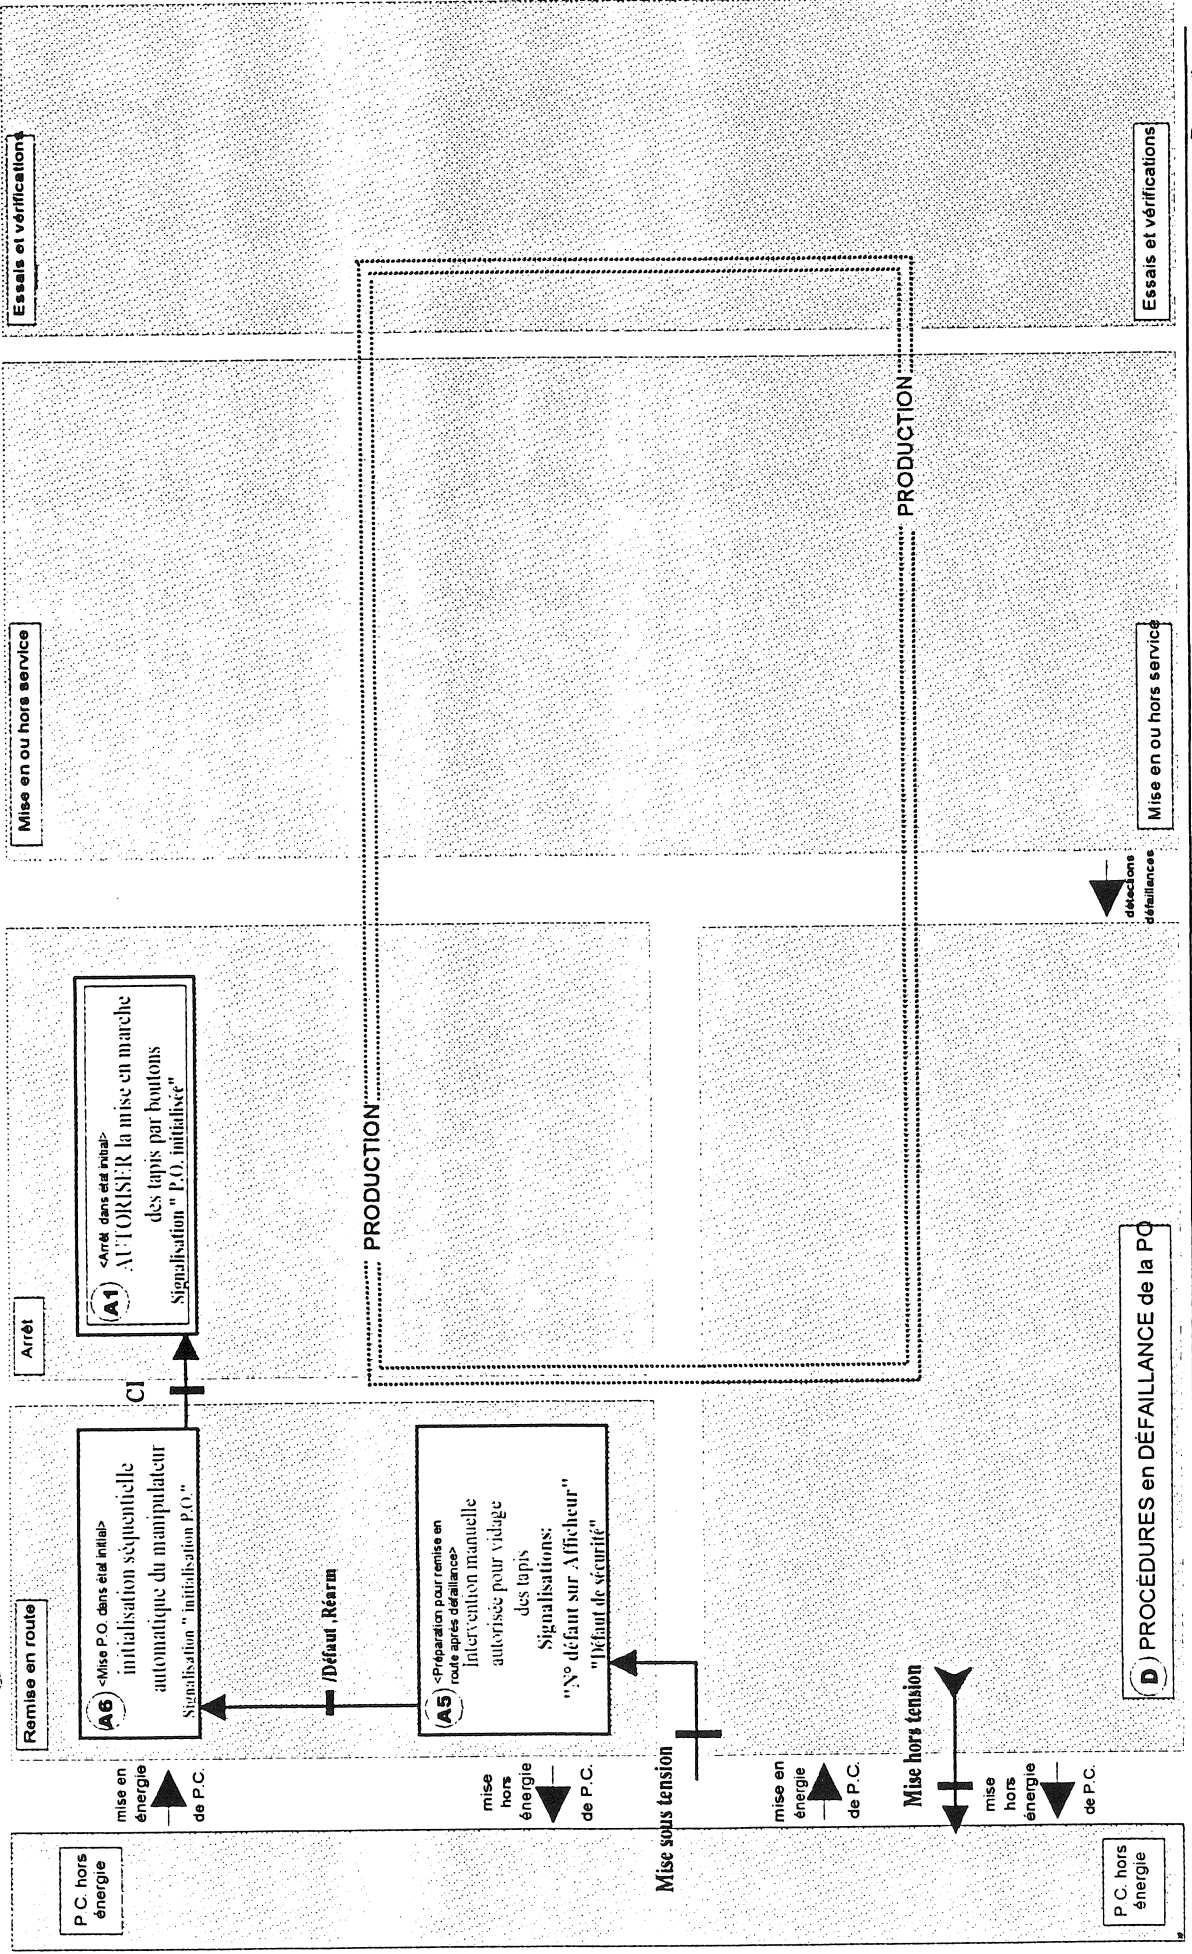 P.C. hors
énergie
mise en
énergie
de P.C.
Remise en route
A6 <Mise P.O. dans état initial>
initialisation séquentielle
automatique du manipulateur
Signalisation " initialisation P.O."
CI
Arrêt
A1 <Arrêt dans état initial>
AUTORISER la mise en marche
des tapis par boutons
Signalisation " P.O. initialisée"
Mise en ou hors service
Essais et vérifications
/Défaut .Réarm
PRODUCTION
mise
hors
énergie
de P.C.
A5 <Préparation pour remise en
route après défaillance>
Intervention manuelle
autorisée pour vidage
des tapis
Signalisations:
"N° défaut sur Afficheur"
"Défaut de sécurité"
Mise sous tension
mise en
énergie
de P.C.
PRODUCTION
Mise hors tension
mise
hors
énergie
de P.C.
détections
défaillances
P.C. hors
énergie
D PROCÉDURES en DÉFAILLANCE de la PO
Mise en ou hors service
Essais et vérifications